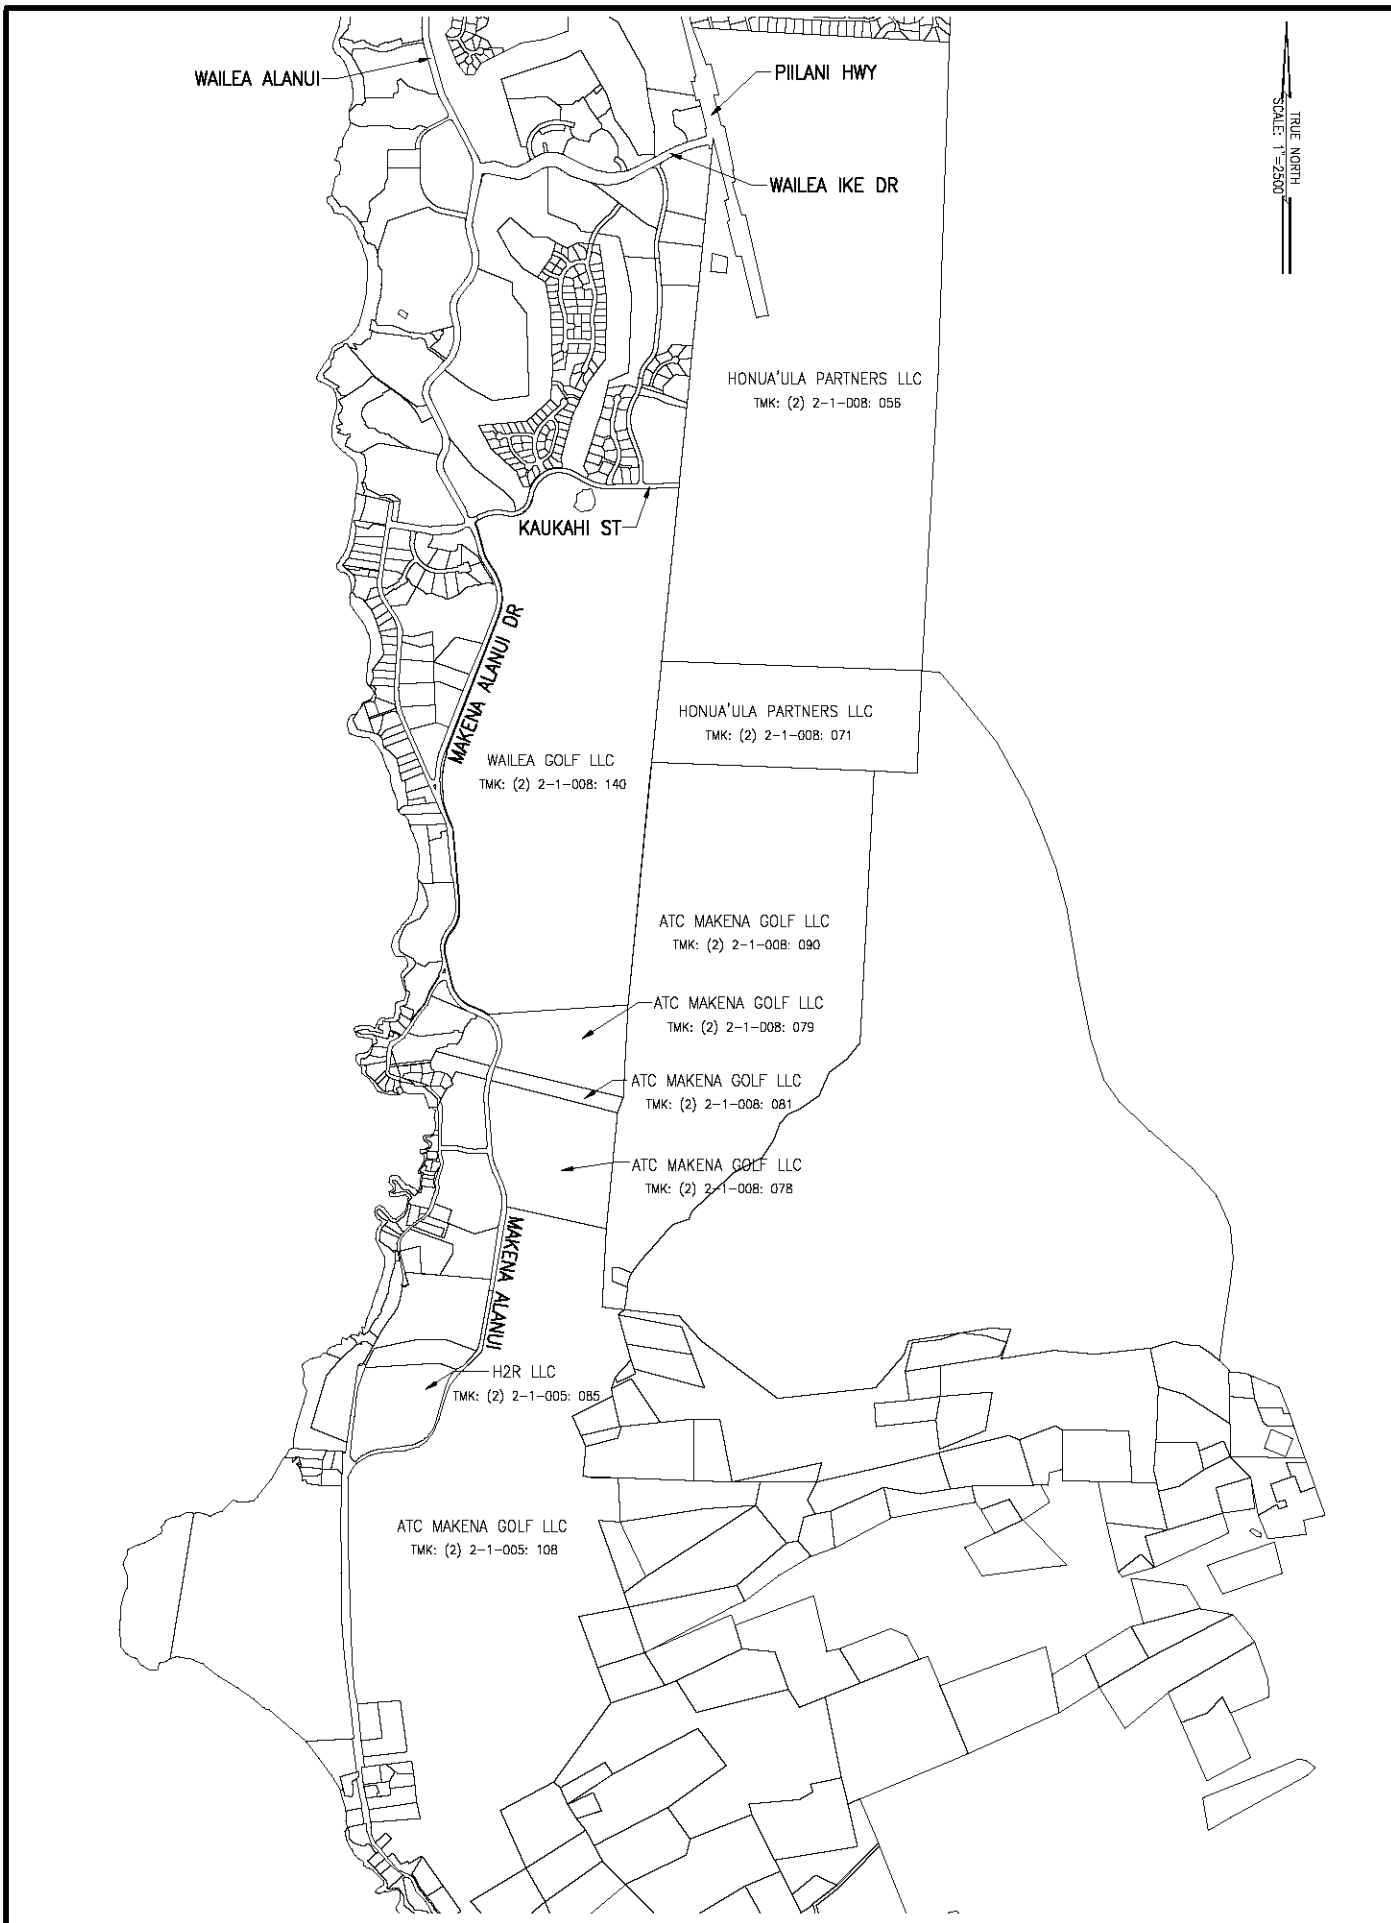 WAILEA ALANUI
PIILANI HWY
TRUE NORTH
SCALE: 1"=2500'
WAILEA IKE DR
HONUA'ULA PARTNERS LLC
TMK: (2) 2-1-008: 056
KAUKAHI ST
MAKENA ALANUI DR
HONUA'ULA PARTNERS LLC
TMK: (2) 2-1-008: 071
WAILEA GOLF LLC
TMK: (2) 2-1-008: 140
ATC MAKENA GOLF LLC
TMK: (2) 2-1-008: 090
ATC MAKENA GOLF LLC
TMK: (2) 2-1-008: 079
ATC MAKENA GOLF LLC
TMK: (2) 2-1-008: 081
ATC MAKENA GOLF LLC
TMK: (2) 2-1-008: 078
MAKENA ALANUI
H2R LLC
TMK: (2) 2-1-005: 085
ATC MAKENA GOLF LLC
TMK: (2) 2-1-005: 108